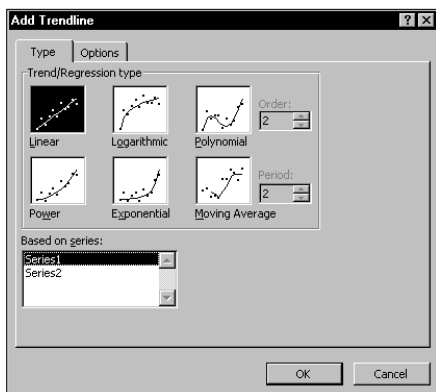 Add Trendline
Type Options
Trend/Regression type
Linear Logarithmic Polynomial
Order:
2
Power Exponential Moving Average
Period:
2
Based on series:
Series1
Series2
OK Cancel